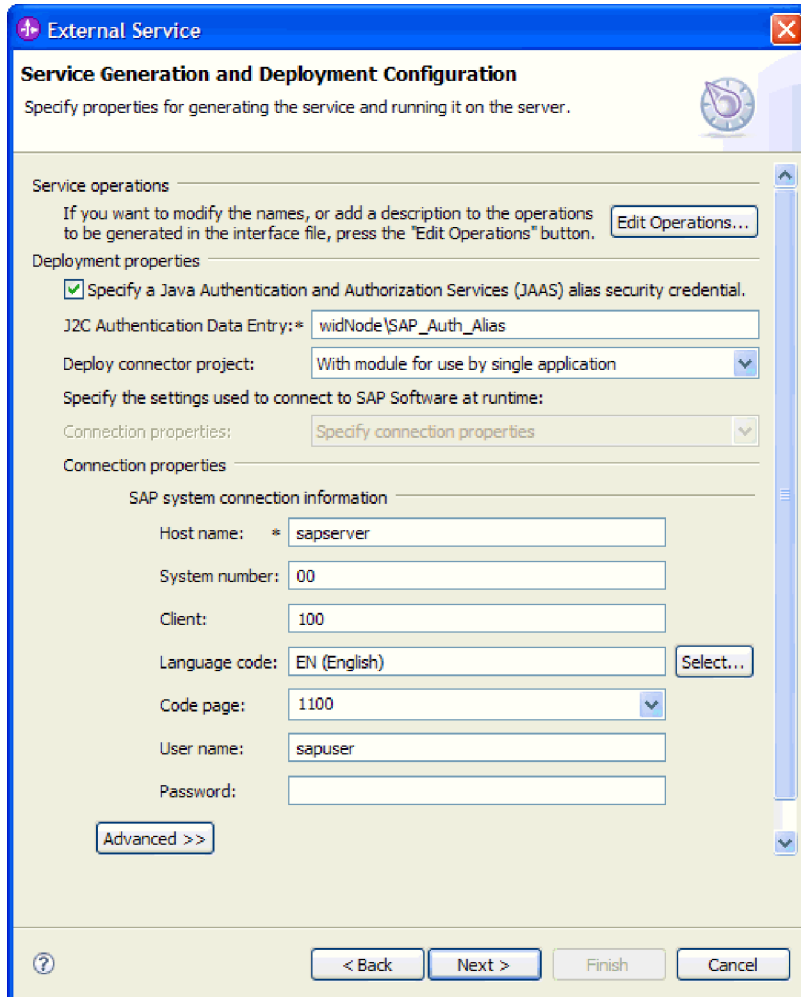 External Service
Service Generation and Deployment Configuration
Specify properties for generating the service and running it on the server.
Service operations
If you want to modify the names, or add a description to the operations
to be generated in the interface file, press the "Edit Operations" button.
Edit Operations...
Deployment properties
Specify a Java Authentication and Authorization Services (JAAS) alias security credential.
J2C Authentication Data Entry:* widNode\SAP_Auth_Alias
Deploy connector project: With module for use by single application
Specify the settings used to connect to SAP Software at runtime:
Connection properties: Specify connection properties
Connection properties
SAP system connection information
Host name: * sapserver
System number: 00
Client: 100
Language code: EN (English) Select...
Code page: 1100
User name: sapuser
Password:
Advanced >>
? < Back Next > Finish Cancel